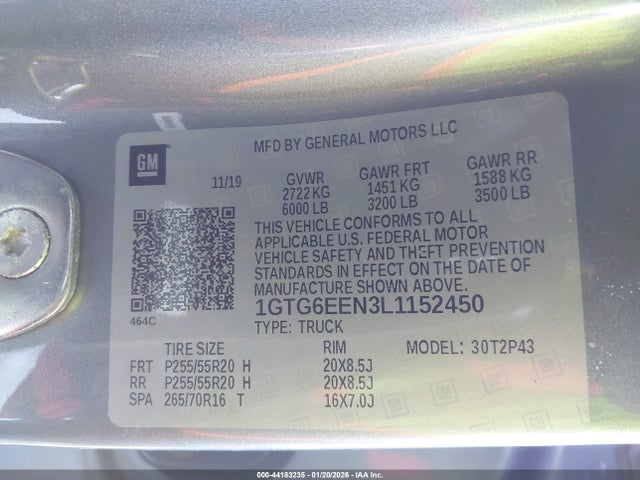 MFD BY GENERAL MOTORS LLC
GM
11/19 GVWR GAWR FRT GAWR RR
2722 KG 1451 KG 1588 KG
6000 LB 3200 LB 3500 LB
THIS VEHICLE CONFORMS TO ALL
APPLICABLE U.S. FEDERAL MOTOR
VEHICLE SAFETY AND THEFT PREVENTION
STANDARDS IN EFFECT ON THE DATE OF
MANUFACTURE SHOWN ABOVE.
464C
1GTG6EEN3L1152450
TYPE: TRUCK
TIRE SIZE RIM MODEL: 30T2P43
FRT P255/55R20 H 20X8.5J
RR P255/55R20 H 20X8.5J
SPA 265/70R16 T 16X7.0J
000-44183235 - 01/20/2026 - IAAI.COM